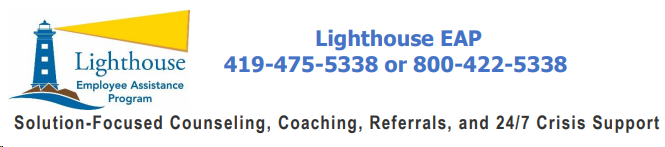 Lighthouse
Employee Assistance
Program
Lighthouse EAP
419-475-5338 or 800-422-5338
Solution-Focused Counseling, Coaching, Referrals, and 24/7 Crisis Support